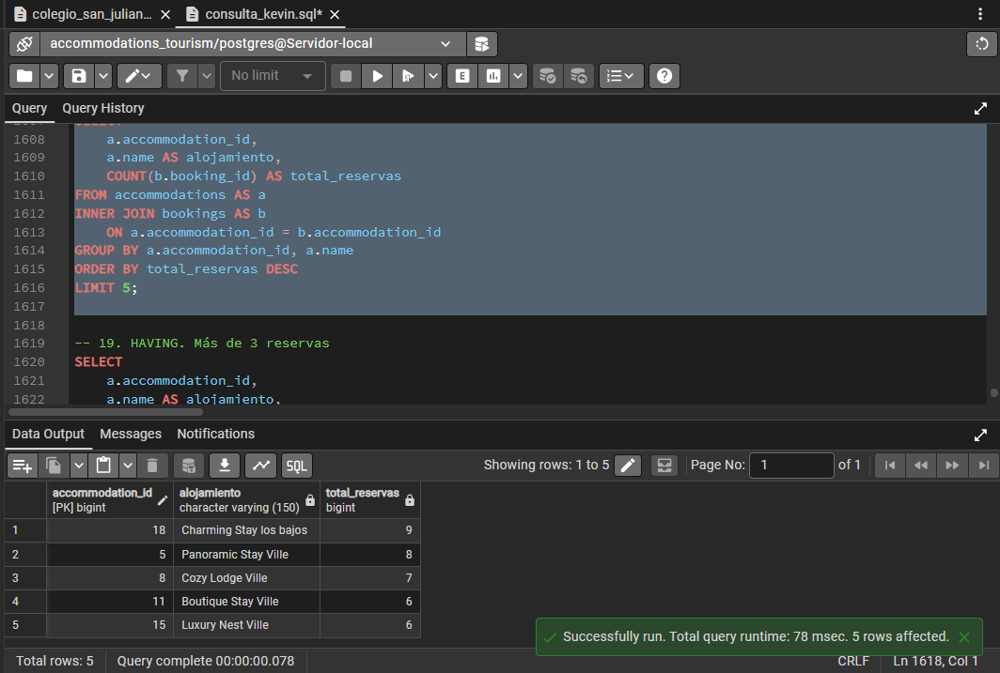 colegio_san_julian...
consulta_kevin.sql*
accommodations_tourism/postgres@Servidor-local
No limit
Query Query History
1608 a.accommodation_id,
1609 a.name AS alojamiento,
1610 COUNT(b.booking_id) AS total_reservas
1611 FROM accommodations AS a
1612 INNER JOIN bookings AS b
1613 ON a.accommodation_id = b.accommodation_id
1614 GROUP BY a.accommodation_id, a.name
1615 ORDER BY total_reservas DESC
1616 LIMIT 5;
1617
1618
1619 -- 19. HAVING. Más de 3 reservas
1620 SELECT
1621 a.accommodation_id,
1622 a.name AS alojamiento,
Data Output Messages Notifications
SQL Showing rows: 1 to 5 Page No: 1 of 1
accommodation_id alojamiento total_reservas
[PK] bigint character varying (150) bigint
1 18 Charming Stay los bajos 9
2 5 Panoramic Stay Ville 8
3 8 Cozy Lodge Ville 7
4 11 Boutique Stay Ville 6
5 15 Luxury Nest Ville 6
Successfully run. Total query runtime: 78 msec. 5 rows affected.
Total rows: 5 Query complete 00:00:00.078 CRLF Ln 1618, Col 1